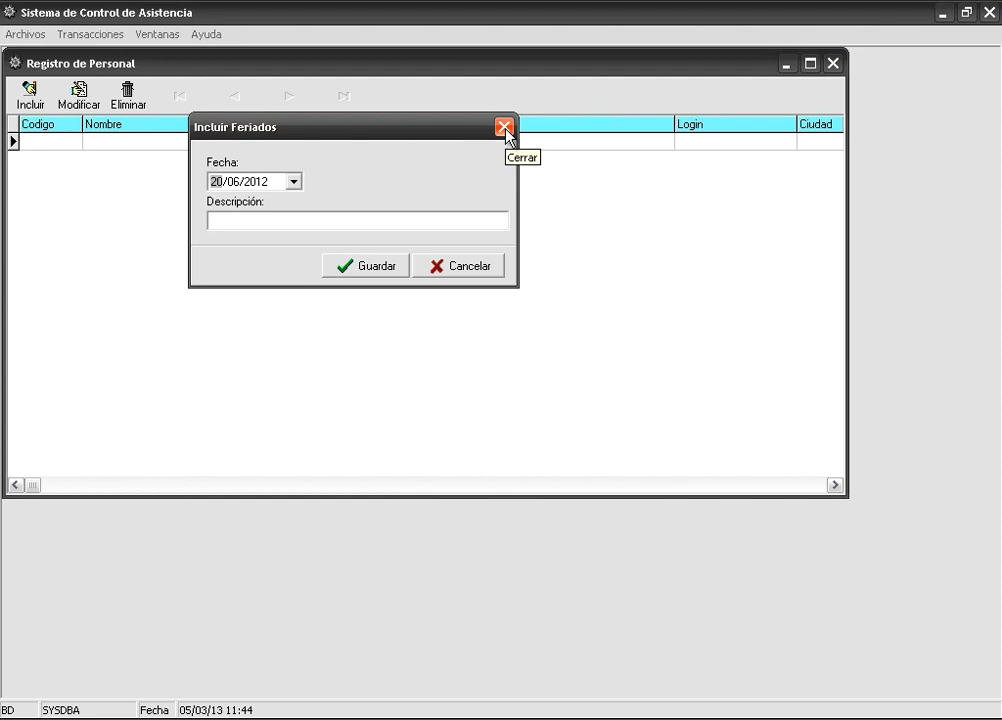 Sistema de Control de Asistencia
Archivos Transacciones Ventanas Ayuda
Registro de Personal
Incluir Modificar Eliminar
Codigo Nombre Login Ciudad
Incluir Feriados
Cerrar
Fecha:
20/06/2012
Descripción:
Guardar Cancelar
BD SYSDBA Fecha 05/03/13 11:44